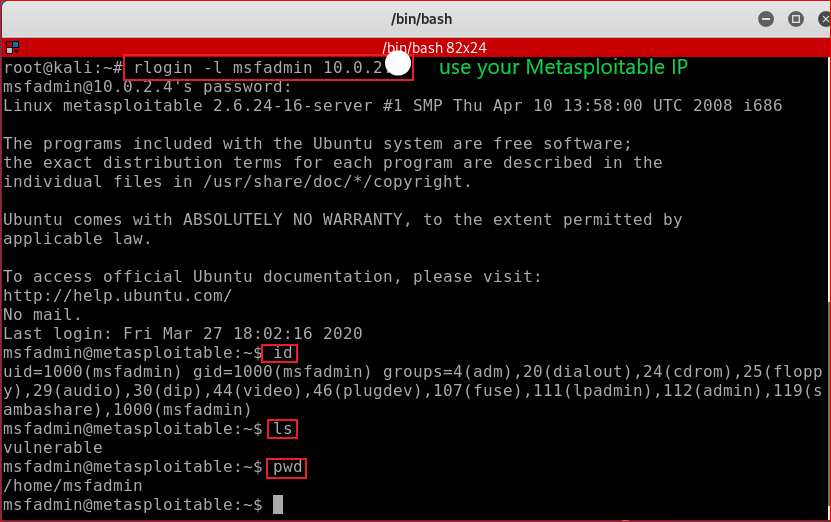 /bin/bash
/bin/bash 82x24
root@kali:~# rlogin -l msfadmin 10.0.2. use your Metasploitable IP
msfadmin@10.0.2.4's password:
Linux metasploitable 2.6.24-16-server #1 SMP Thu Apr 10 13:58:00 UTC 2008 i686
The programs included with the Ubuntu system are free software;
the exact distribution terms for each program are described in the
individual files in /usr/share/doc/*/copyright.
Ubuntu comes with ABSOLUTELY NO WARRANTY, to the extent permitted by
applicable law.
To access official Ubuntu documentation, please visit:
http://help.ubuntu.com/
No mail.
Last login: Fri Mar 27 18:02:16 2020
msfadmin@metasploitable:~$ id
uid=1000(msfadmin) gid=1000(msfadmin) groups=4(adm),20(dialout),24(cdrom),25(flopp
y),29(audio),30(dip),44(video),46(plugdev),107(fuse),111(lpadmin),112(admin),119(s
ambashare),1000(msfadmin)
msfadmin@metasploitable:~$ ls
vulnerable
msfadmin@metasploitable:~$ pwd
/home/msfadmin
msfadmin@metasploitable:~$